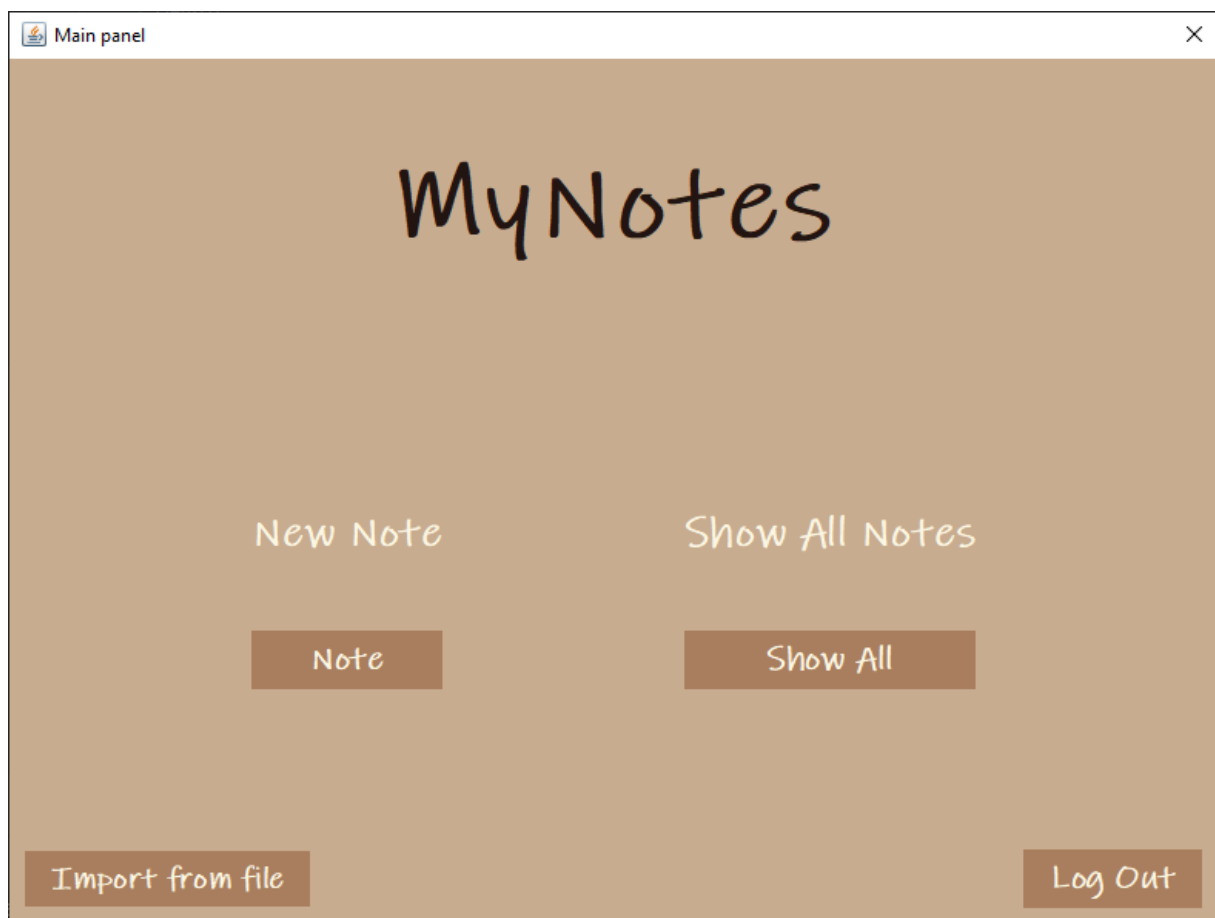 Main panel
MyNotes
New Note
Show All Notes
Note
Show All
Import from file
Log Out